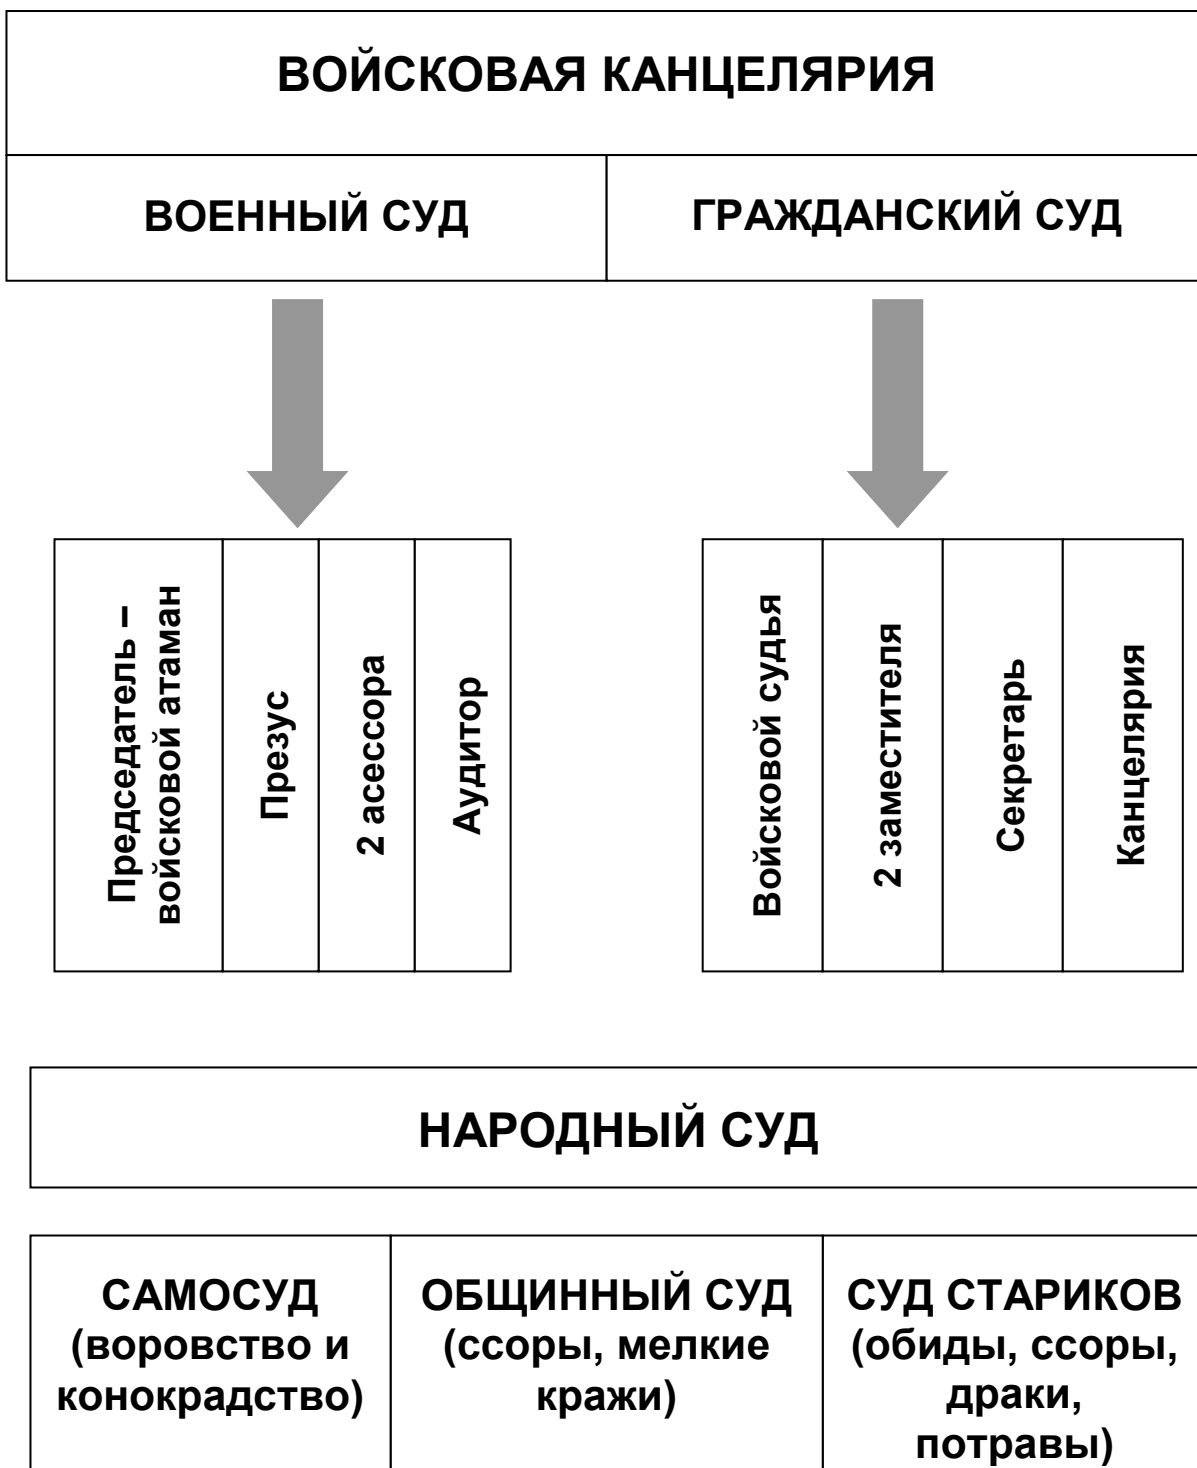 ВОЙСКОВАЯ КАНЦЕЛЯРИЯ
ВОЕННЫЙ СУД
ГРАЖДАНСКИЙ СУД
Председатель –
войсковой атаман
Презус
2 асессора
Аудитор
Войсковой судья
2 заместителя
Секретарь
Канцелярия
НАРОДНЫЙ СУД
САМОСУД
(воровство и
конокрадство)
ОБЩИННЫЙ СУД
(ссоры, мелкие
кражи)
СУД СТАРИКОВ
(обиды, ссоры,
драки,
потравы)